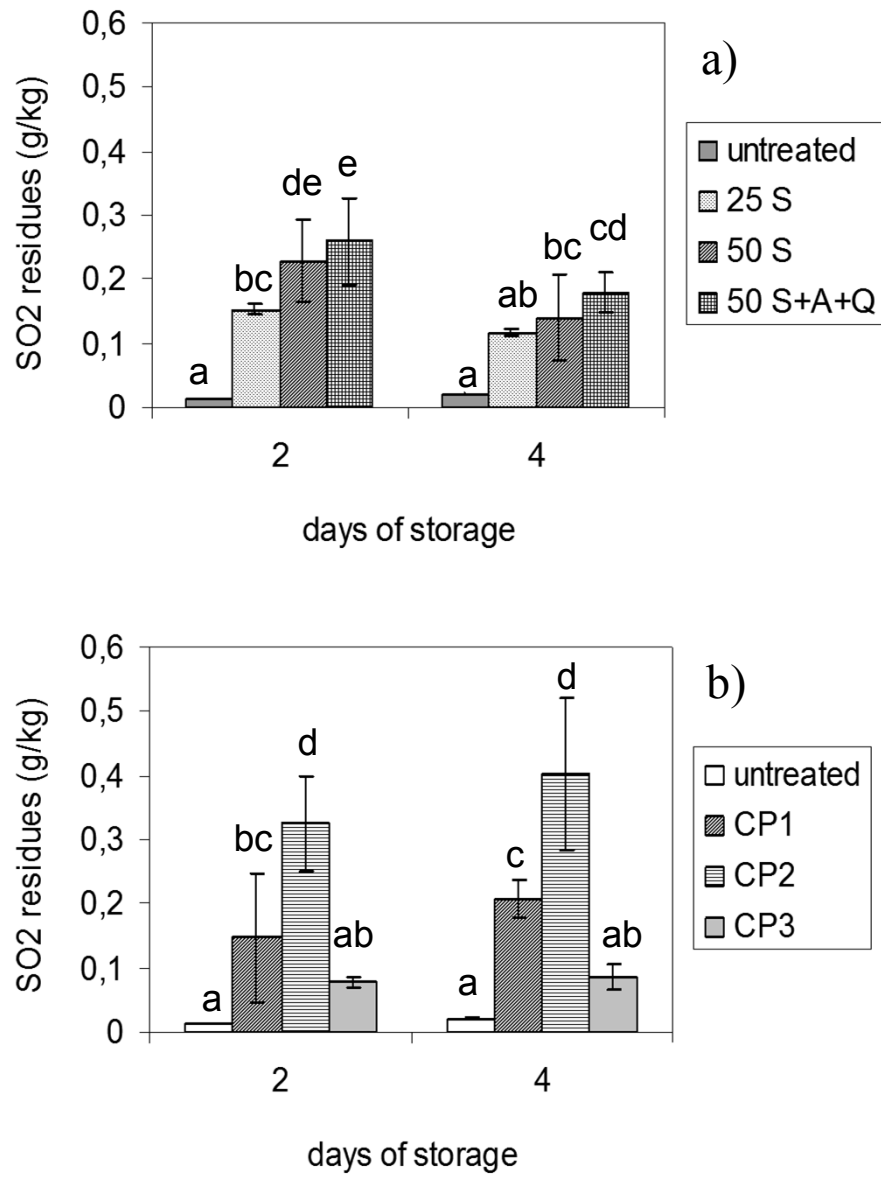 0,6
a)
0,5
0,4
0,3
0,2
0,1
0
SO2 residues (g/kg)
a
bc
de
e
a
ab
bc
cd
2
4
days of storage
untreated
25 S
50 S
50 S+A+Q
0,6
b)
0,5
0,4
0,3
0,2
0,1
0
SO2 residues (g/kg)
a
bc
d
ab
a
c
d
ab
2
4
days of storage
untreated
CP1
CP2
CP3